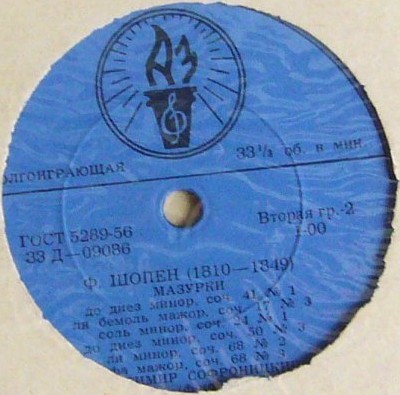 АЗ
ДОЛГОИГРАЮЩАЯ 33⅓ об. в мин.
ГОСТ 5289-56 Вторая гр.-2
33 Д—09086 1-00
Ф. ШОПЕН (1810—1849)
МАЗУРКИ
до диез минор, соч. 41 № 1
ля бемоль мажор, соч. 17 № 3
соль минор, соч. 24 № 1
до диез минор, соч. 50 № 3
ля минор, соч. 68 № 2
фа мажор, соч. 68 № 3
СОФРОНИЦКИЙ